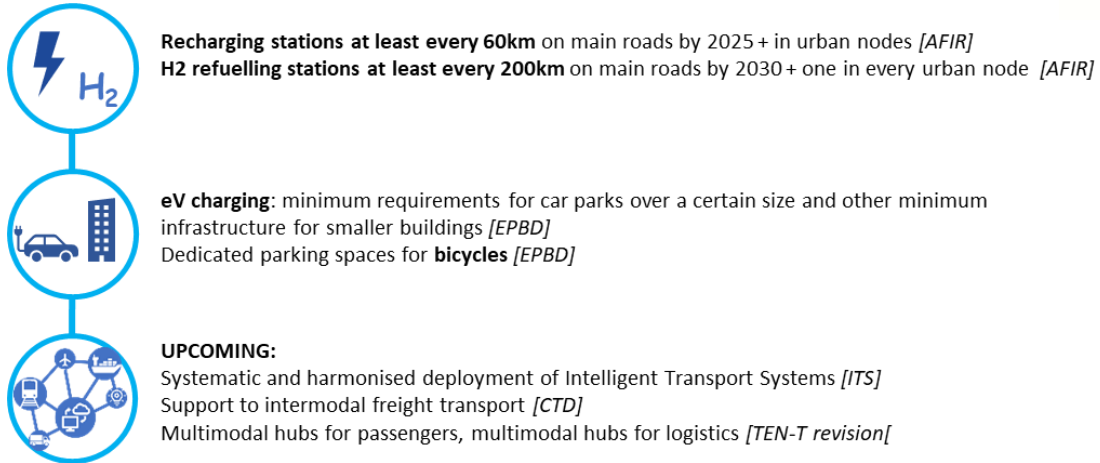 H2
Recharging stations at least every 60km on main roads by 2025 + in urban nodes [AFIR]
H2 refuelling stations at least every 200km on main roads by 2030 + one in every urban node [AFIR]
eV charging: minimum requirements for car parks over a certain size and other minimum
infrastructure for smaller buildings [EPBD]
Dedicated parking spaces for bicycles [EPBD]
UPCOMING:
Systematic and harmonised deployment of Intelligent Transport Systems [ITS]
Support to intermodal freight transport [CTD]
Multimodal hubs for passengers, multimodal hubs for logistics [TEN-T revision[